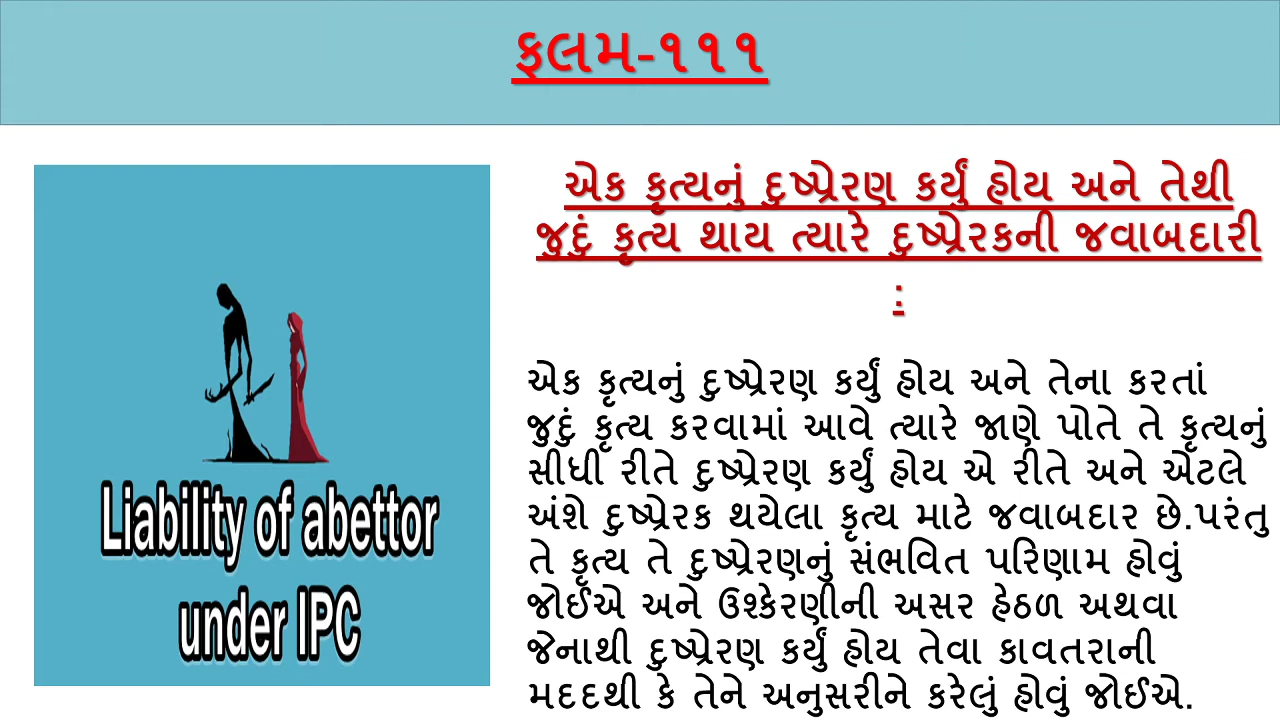 કલમ-૧૧૧
એક કૃત્યનું દુષ્પ્રેરણ કર્યું હોય અને તેથી
જુદું કૃત્ય થાય ત્યારે દુષ્પ્રેરકની જવાબદારી
:
એક કૃત્યનું દુષ્પ્રેરણ કર્યું હોય અને તેના કરતાં
જુદું કૃત્ય કરવામાં આવે ત્યારે જાણે પોતે તે કૃત્યનું
સીધી રીતે દુષ્પ્રેરણ કર્યું હોય એ રીતે અને એટલે
અંશે દુષ્પ્રેરક થયેલા કૃત્ય માટે જવાબદાર છે.પરંતુ
તે કૃત્ય તે દુષ્પ્રેરણનું સંભવિત પરિણામ હોવું
જોઈએ અને ઉશ્કેરણીની અસર હેઠળ અથવા
જેનાથી દુષ્પ્રેરણ કર્યું હોય તેવા કાવતરાની
મદદથી કે તેને અનુસરીને કરેલું હોવું જોઈએ.
Liability of abettor
under IPC